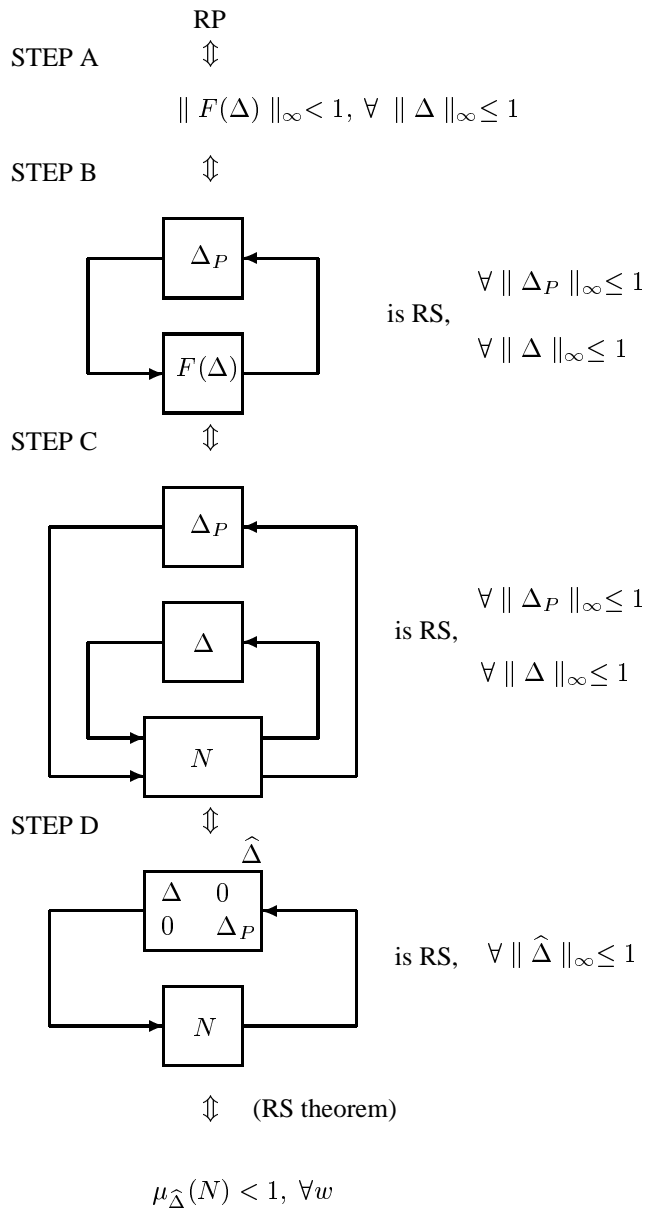 RP
STEP A ⇕
‖ F(Δ) ‖∞< 1, ∀ ‖ Δ ‖∞≤ 1
STEP B ⇕
Δ_P
F(Δ)
is RS,
∀ ‖ Δ_P ‖∞≤ 1
∀ ‖ Δ ‖∞≤ 1
STEP C ⇕
Δ_P
Δ
N
is RS,
∀ ‖ Δ_P ‖∞≤ 1
∀ ‖ Δ ‖∞≤ 1
STEP D ⇕
Δ̂
Δ 0
0 Δ_P
N
is RS, ∀ ‖ Δ̂ ‖∞≤ 1
⇕ (RS theorem)
μ_Δ̂(N) < 1, ∀w